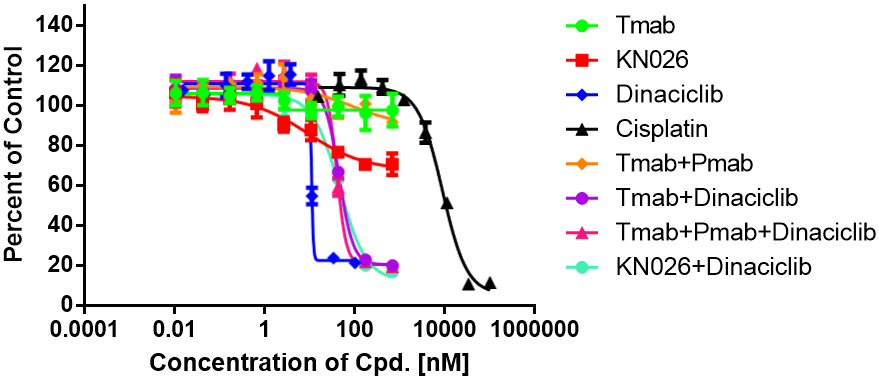 140
120
100
80
60
40
20
0
Percent of Control
0.0001
0.01
1
100
10000
1000000
Concentration of Cpd. [nM]
Tmab
KN026
Dinaciclib
Cisplatin
Tmab+Pmab
Tmab+Dinaciclib
Tmab+Pmab+Dinaciclib
KN026+Dinaciclib